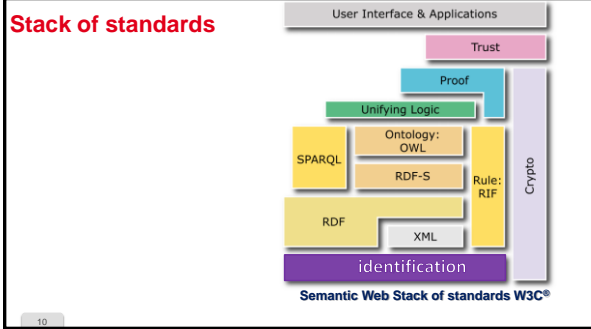 Stack of standards
User Interface & Applications
Trust
Proof
Unifying Logic
Ontology:
OWL
SPARQL
RDF-S
Rule:
RIF
Crypto
RDF
XML
identification
Semantic Web Stack of standards W3C®
10